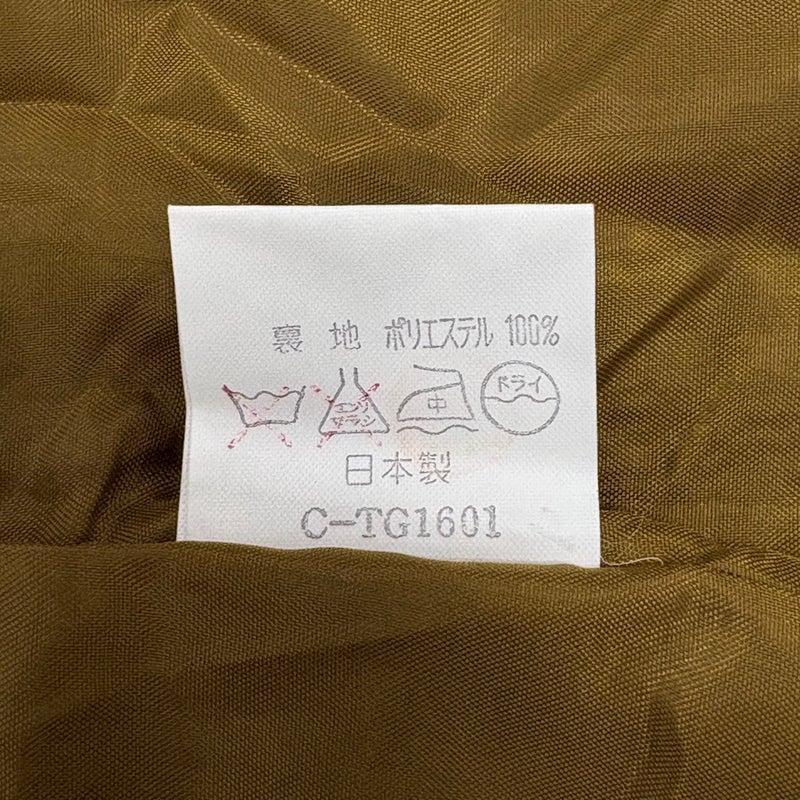 裏地 ポリエステル 100%
エンソ
サラシ
中
ドライ
日本製
C-TG1601